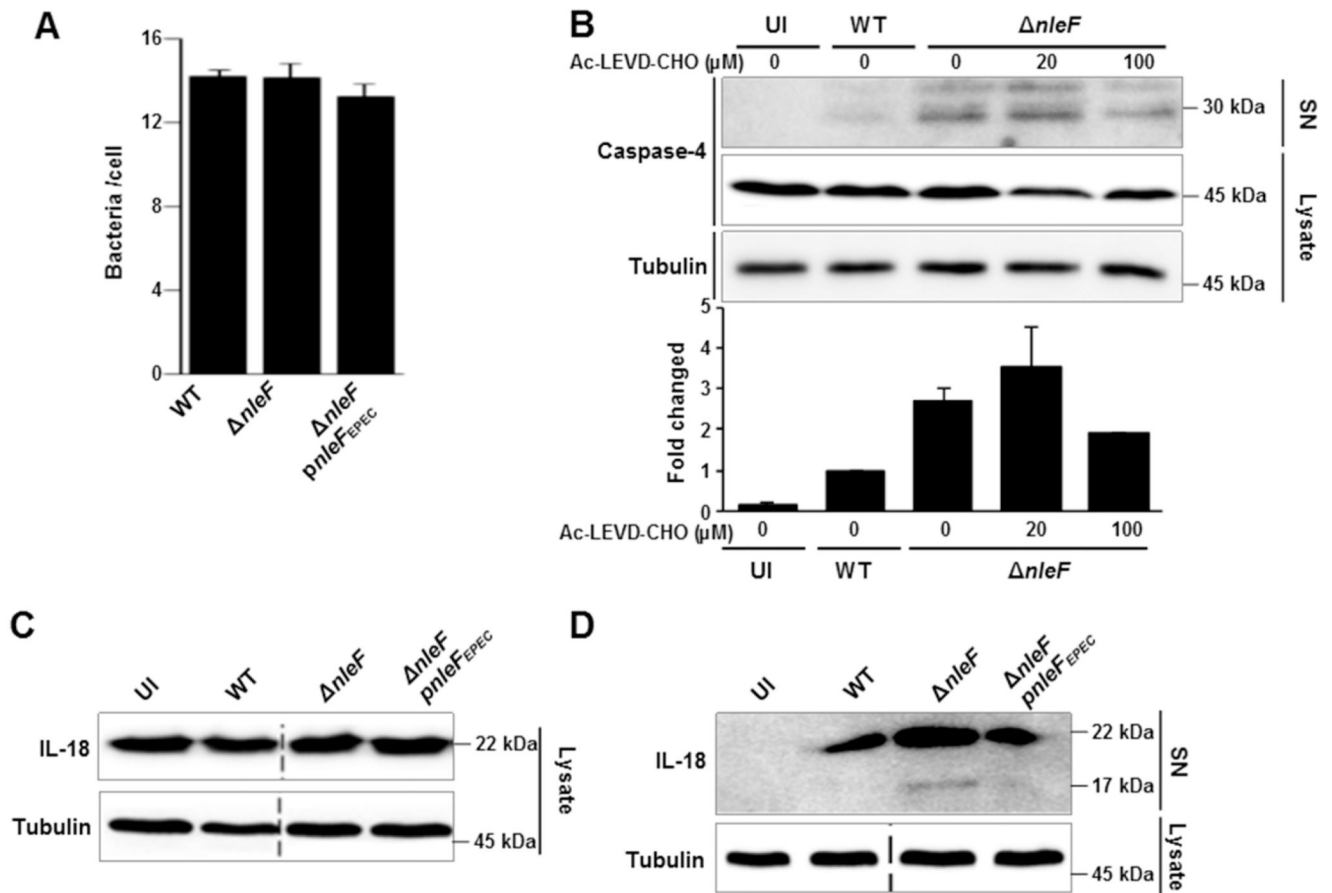 A
16
12
8
4
0
Bacteria /cell
WT
ΔnleF
ΔnleF
pnleFEPEC
B
UI WT ΔnleF
Ac-LEVD-CHO (µM) 0 0 0 20 100
30 kDa
SN
Caspase-4
45 kDa
Lysate
Tubulin
45 kDa
5
4
3
2
1
0
Fold changed
Ac-LEVD-CHO (µM) 0 0 0 20 100
UI WT ΔnleF
C
UI WT ΔnleF ΔnleF
pnleFEPEC
IL-18
22 kDa
Lysate
Tubulin
45 kDa
D
UI WT ΔnleF ΔnleF
pnleFEPEC
IL-18
22 kDa
17 kDa
SN
Tubulin
45 kDa
Lysate